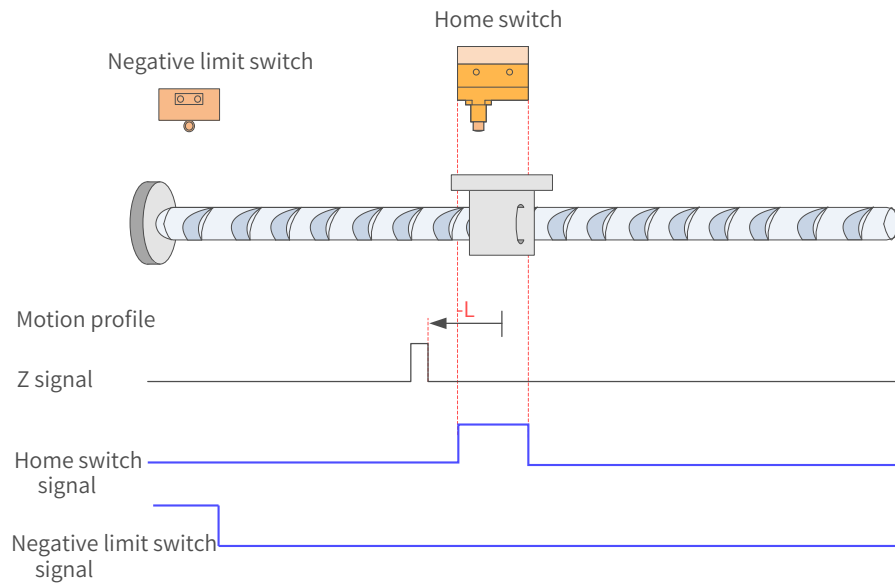 Home switch
Negative limit switch
-L
Motion profile
Z signal
Home switch
signal
Negative limit switch
signal